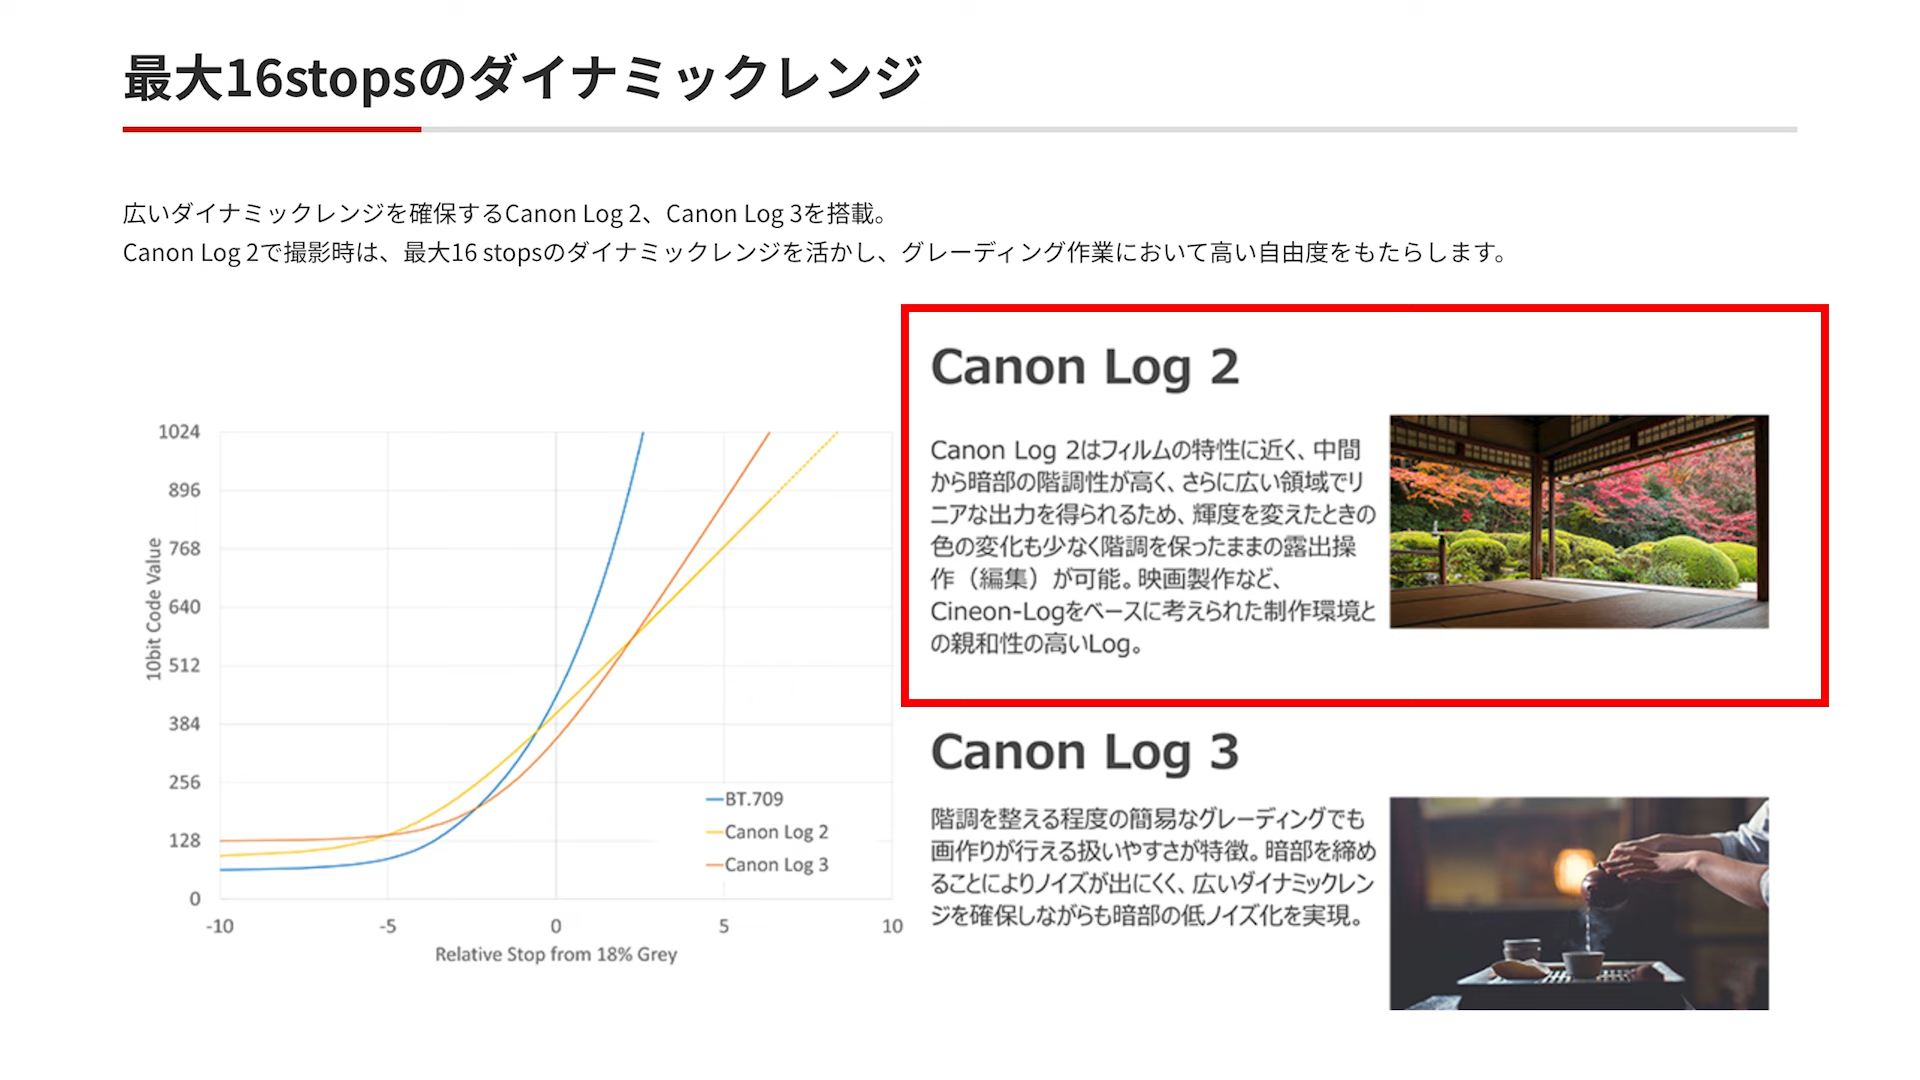 最大16stopsのダイナミックレンジ
広いダイナミックレンジを確保するCanon Log 2、Canon Log 3を搭載。
Canon Log 2で撮影時は、最大16 stopsのダイナミックレンジを活かし、グレーディング作業において高い自由度をもたらします。
1024
896
768
640
512
384
256
128
0
10bit Code Value
-10
-5
0
5
10
Relative Stop from 18% Grey
BT.709
Canon Log 2
Canon Log 3
Canon Log 2
Canon Log 2はフィルムの特性に近く、中間
から暗部の階調性が高く、さらに広い領域でリ
ニアな出力を得られるため、輝度を変えたときの
色の変化も少なく階調を保ったままの露出操
作（編集）が可能。映画製作など、
Cineon-Logをベースに考えられた制作環境と
の親和性の高いLog。
Canon Log 3
階調を整える程度の簡易なグレーディングでも
画作りが行える扱いやすさが特徴。暗部を締め
ることによりノイズが出にくく、広いダイナミックレン
ジを確保しながらも暗部の低ノイズ化を実現。